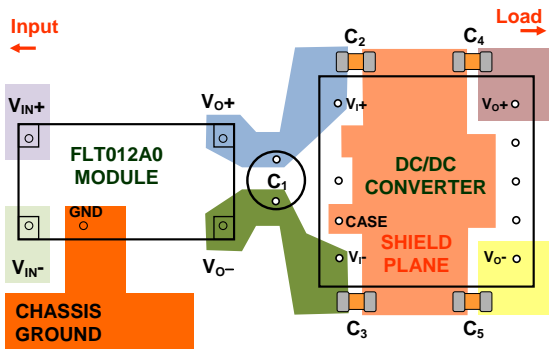 Input
Load
C2
C4
VIN+
VO+
VI+
VO+
FLT012A0
MODULE
C1
DC/DC
CONVERTER
GND
CASE
SHIELD
PLANE
VIN-
VO–
VI-
VO-
CHASSIS
GROUND
C3
C5